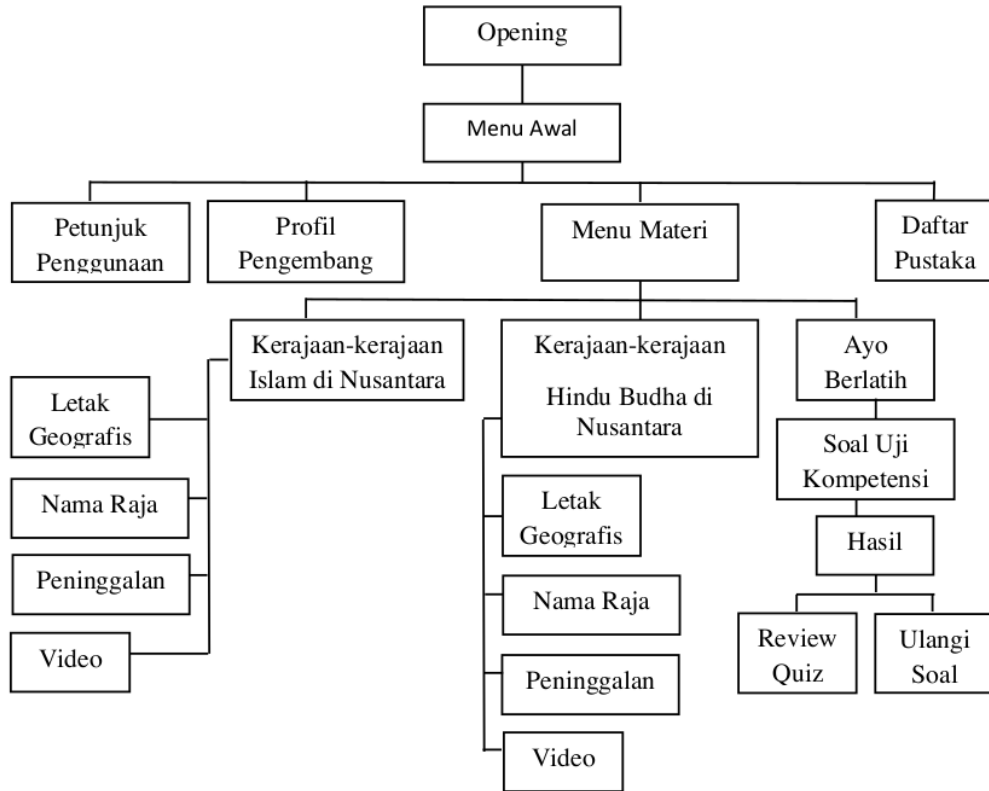 Opening
Menu Awal
Petunjuk
Penggunaan
Profil
Pengembang
Menu Materi
Daftar
Pustaka
Kerajaan-kerajaan
Islam di Nusantara
Kerajaan-kerajaan
Hindu Budha di
Nusantara
Ayo
Berlatih
Letak
Geografis
Nama Raja
Peninggalan
Video
Letak
Geografis
Nama Raja
Peninggalan
Video
Soal Uji
Kompetensi
Hasil
Review
Quiz
Ulangi
Soal